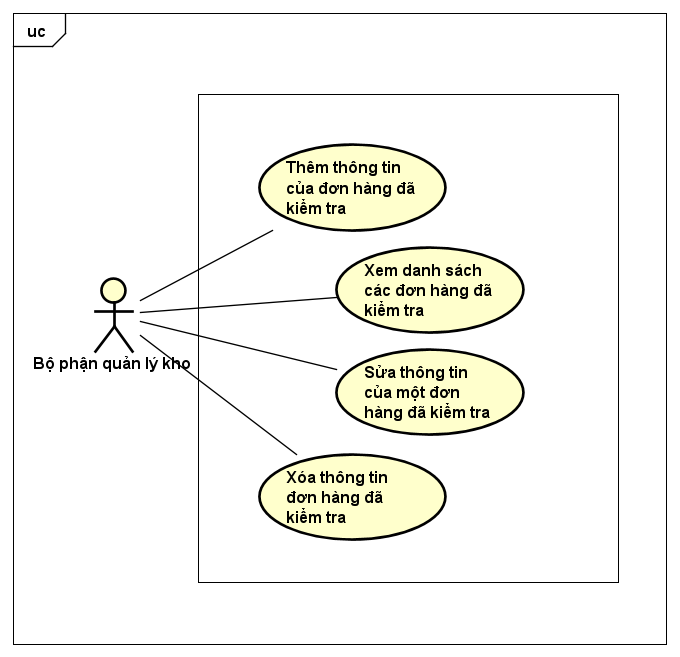 uc
Thêm thông tin
của đơn hàng đã
kiểm tra
Xem danh sách
các đơn hàng đã
kiểm tra
Bộ phận quản lý kho
Sửa thông tin
của một đơn
hàng đã kiểm tra
Xóa thông tin
đơn hàng đã
kiểm tra